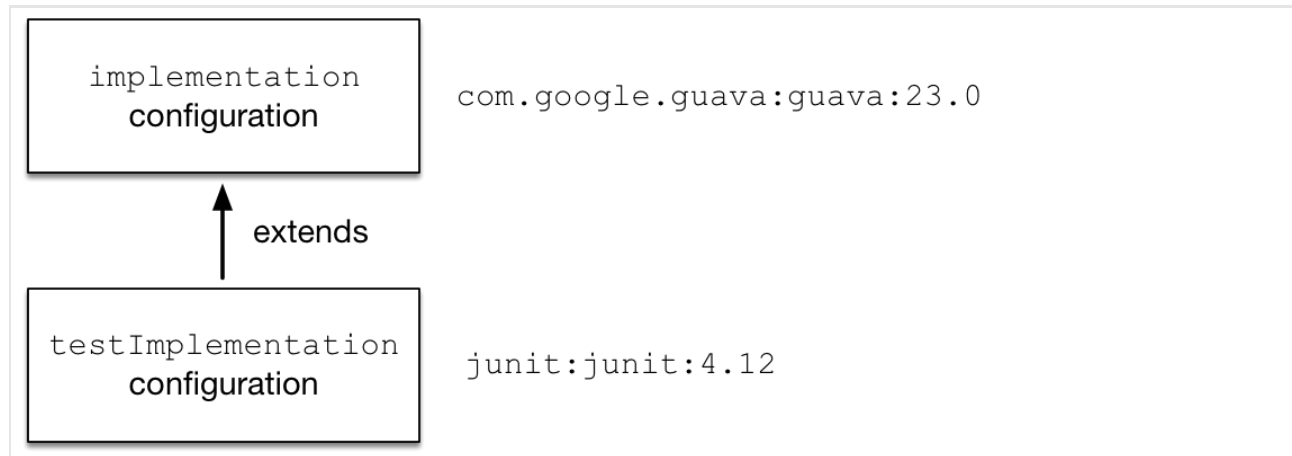 implementation
configuration
com.google.guava:guava:23.0
extends
testImplementation
configuration
junit:junit:4.12